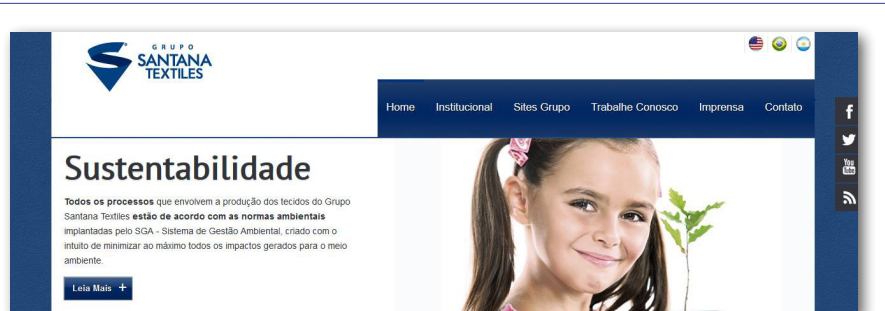 GRUPO
SANTANA
TEXTILES
Home Institucional Sites Grupo Trabalhe Conosco Imprensa Contato
Sustentabilidade
Todos os processos que envolvem a produção dos tecidos do Grupo
Santana Textiles estão de acordo com as normas ambientais
implantadas pelo SGA - Sistema de Gestão Ambiental, criado com o
intuito de minimizar ao máximo todos os impactos gerados para o meio
ambiente.
Leia Mais +
f
You
Tube